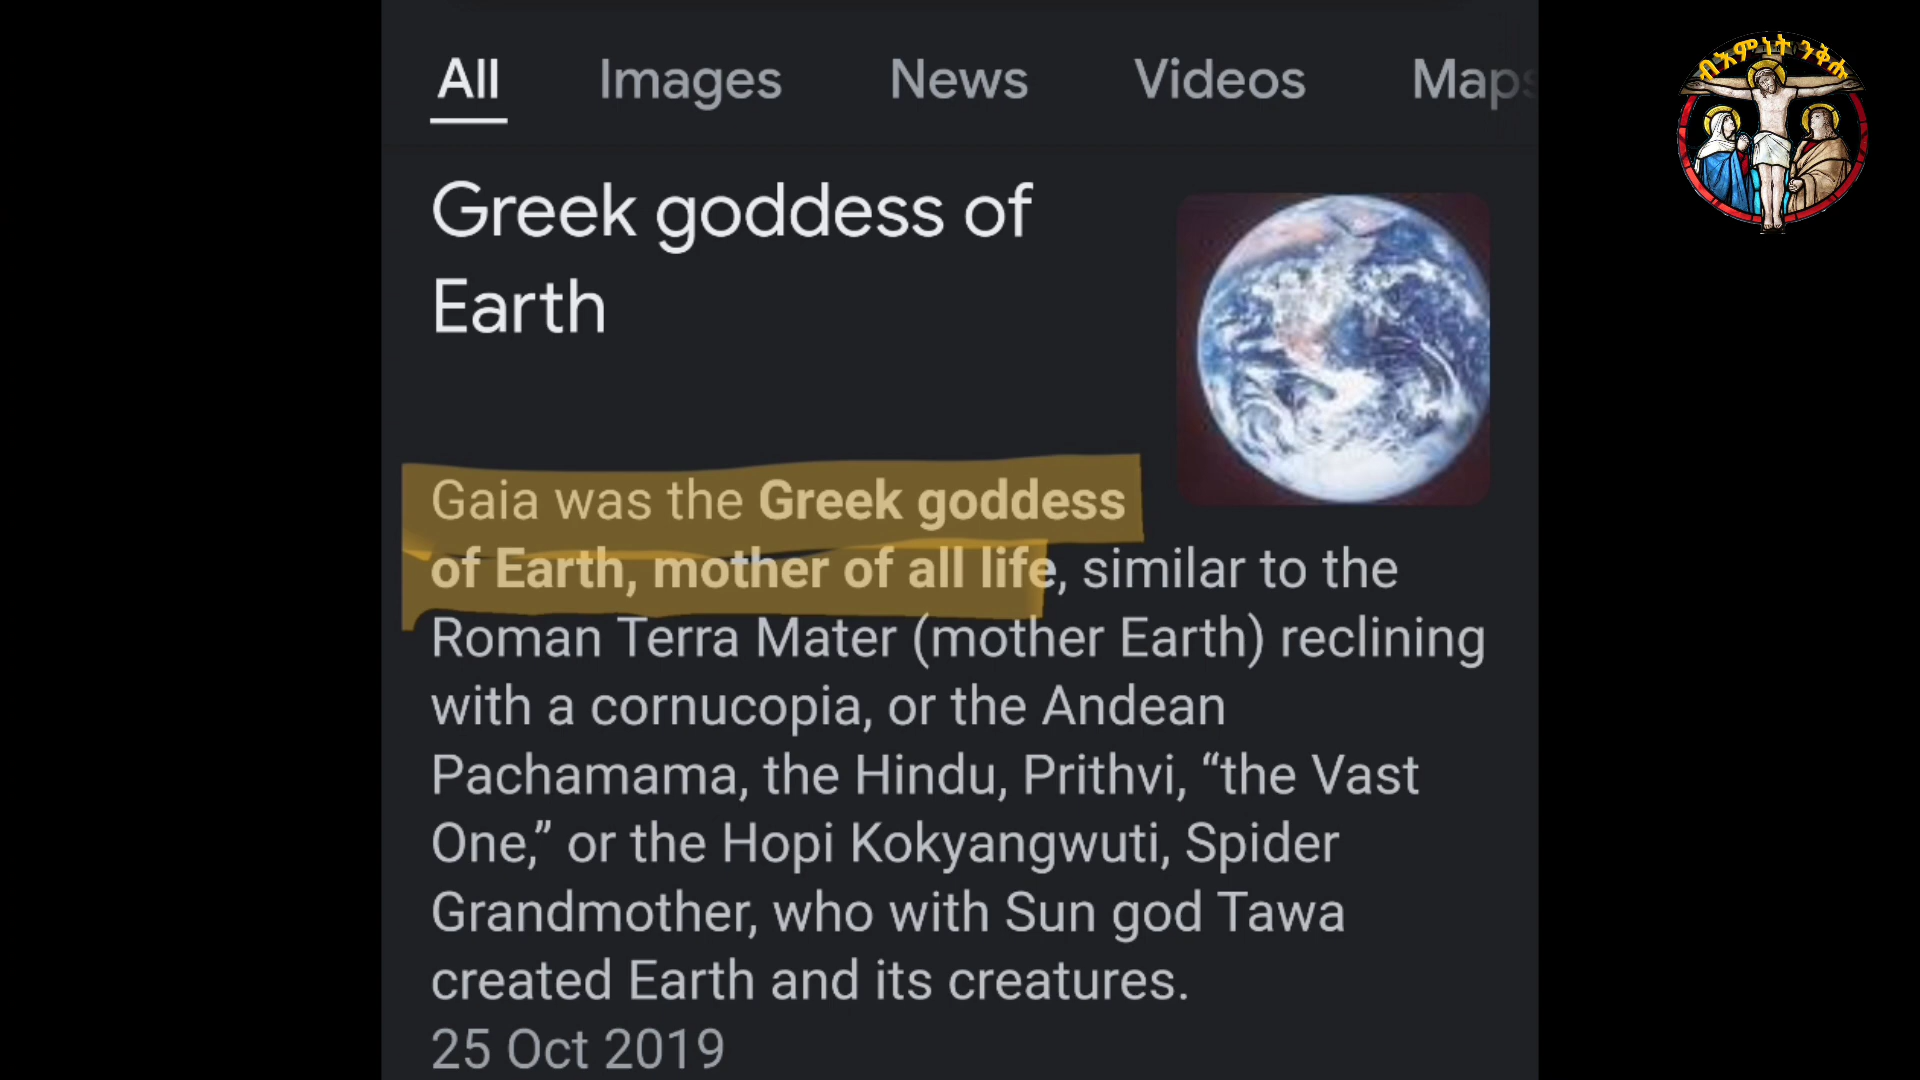 All Images News Videos Maps
ብእምነት ንቅሑ
Greek goddess of
Earth
Gaia was the Greek goddess
of Earth, mother of all life, similar to the
Roman Terra Mater (mother Earth) reclining
with a cornucopia, or the Andean
Pachamama, the Hindu, Prithvi, “the Vast
One,” or the Hopi Kokyangwuti, Spider
Grandmother, who with Sun god Tawa
created Earth and its creatures.
25 Oct 2019